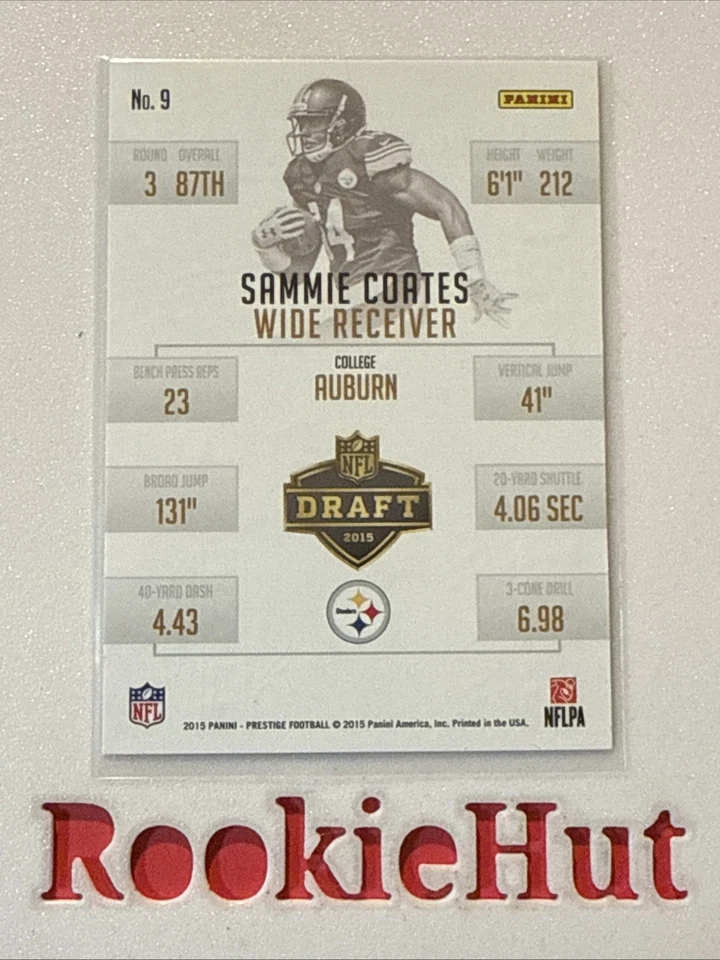 No. 9
PANINI
ROUND OVERALL
3 87TH
HEIGHT WEIGHT
6'1" 212
14
SAMMIE COATES
WIDE RECEIVER
BENCH PRESS REPS
23
COLLEGE
AUBURN
VERTICAL JUMP
41"
BROAD JUMP
131"
NFL
DRAFT
2015
20-YARD SHUTTLE
4.06 SEC
40-YARD DASH
4.43
Steelers
3-CONE DRILL
6.98
NFL
2015 PANINI - PRESTIGE FOOTBALL © 2015 Panini America, Inc. Printed in the USA.
NFLPA
RookieHut